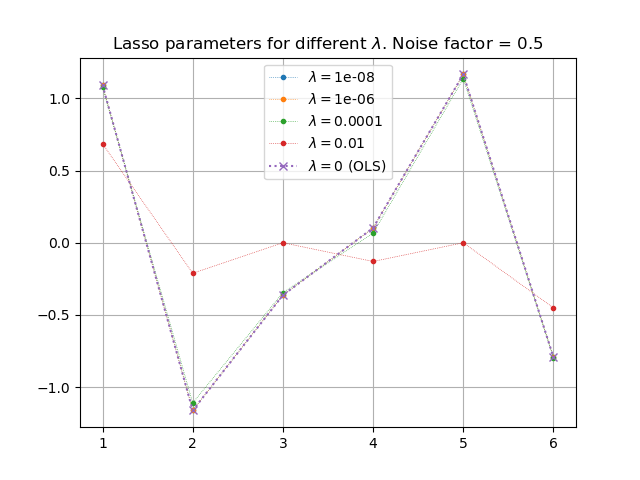 Lasso parameters for different λ. Noise factor = 0.5
λ = 1e-08
λ = 1e-06
λ = 0.0001
λ = 0.01
λ = 0 (OLS)
1.0
0.5
0.0
−0.5
−1.0
1 2 3 4 5 6